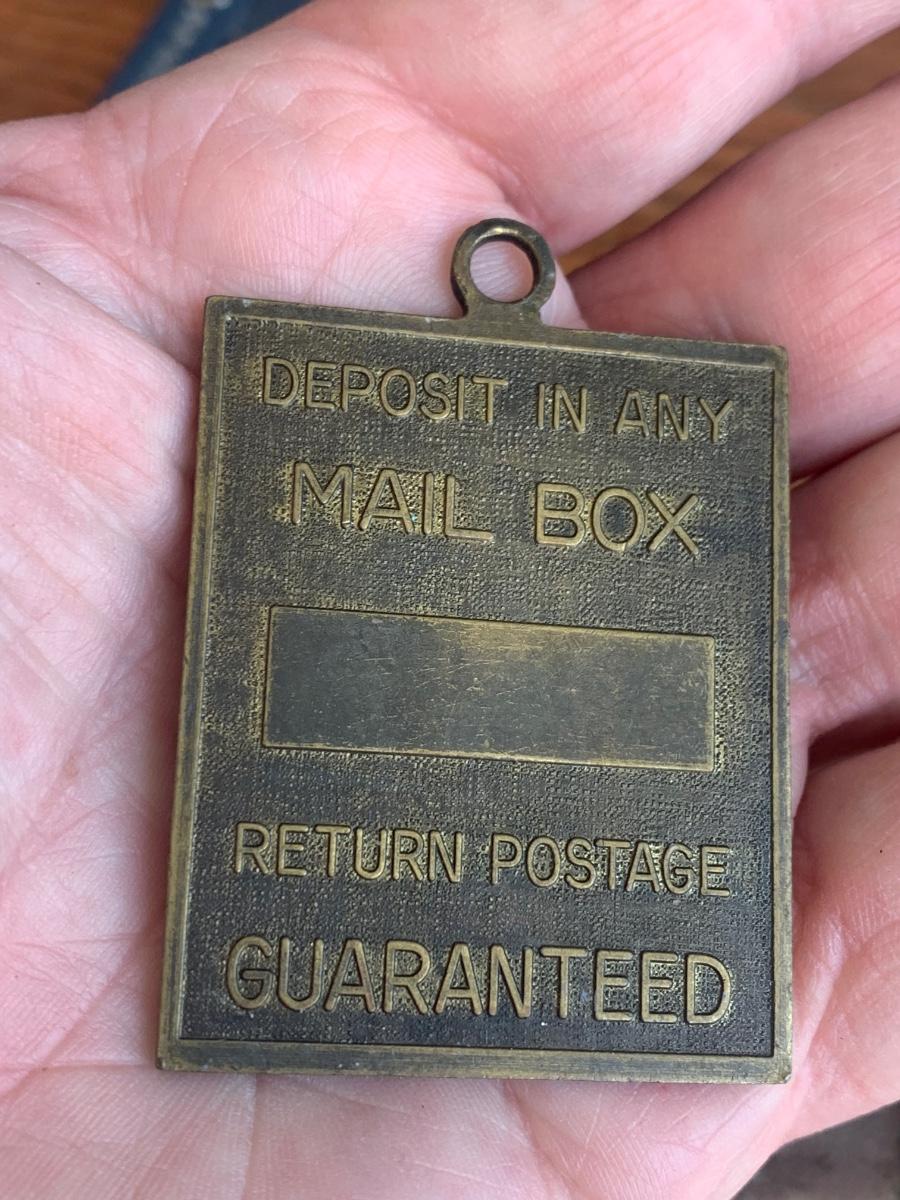 DEPOSIT IN ANY
MAIL BOX
RETURN POSTAGE
GUARANTEED